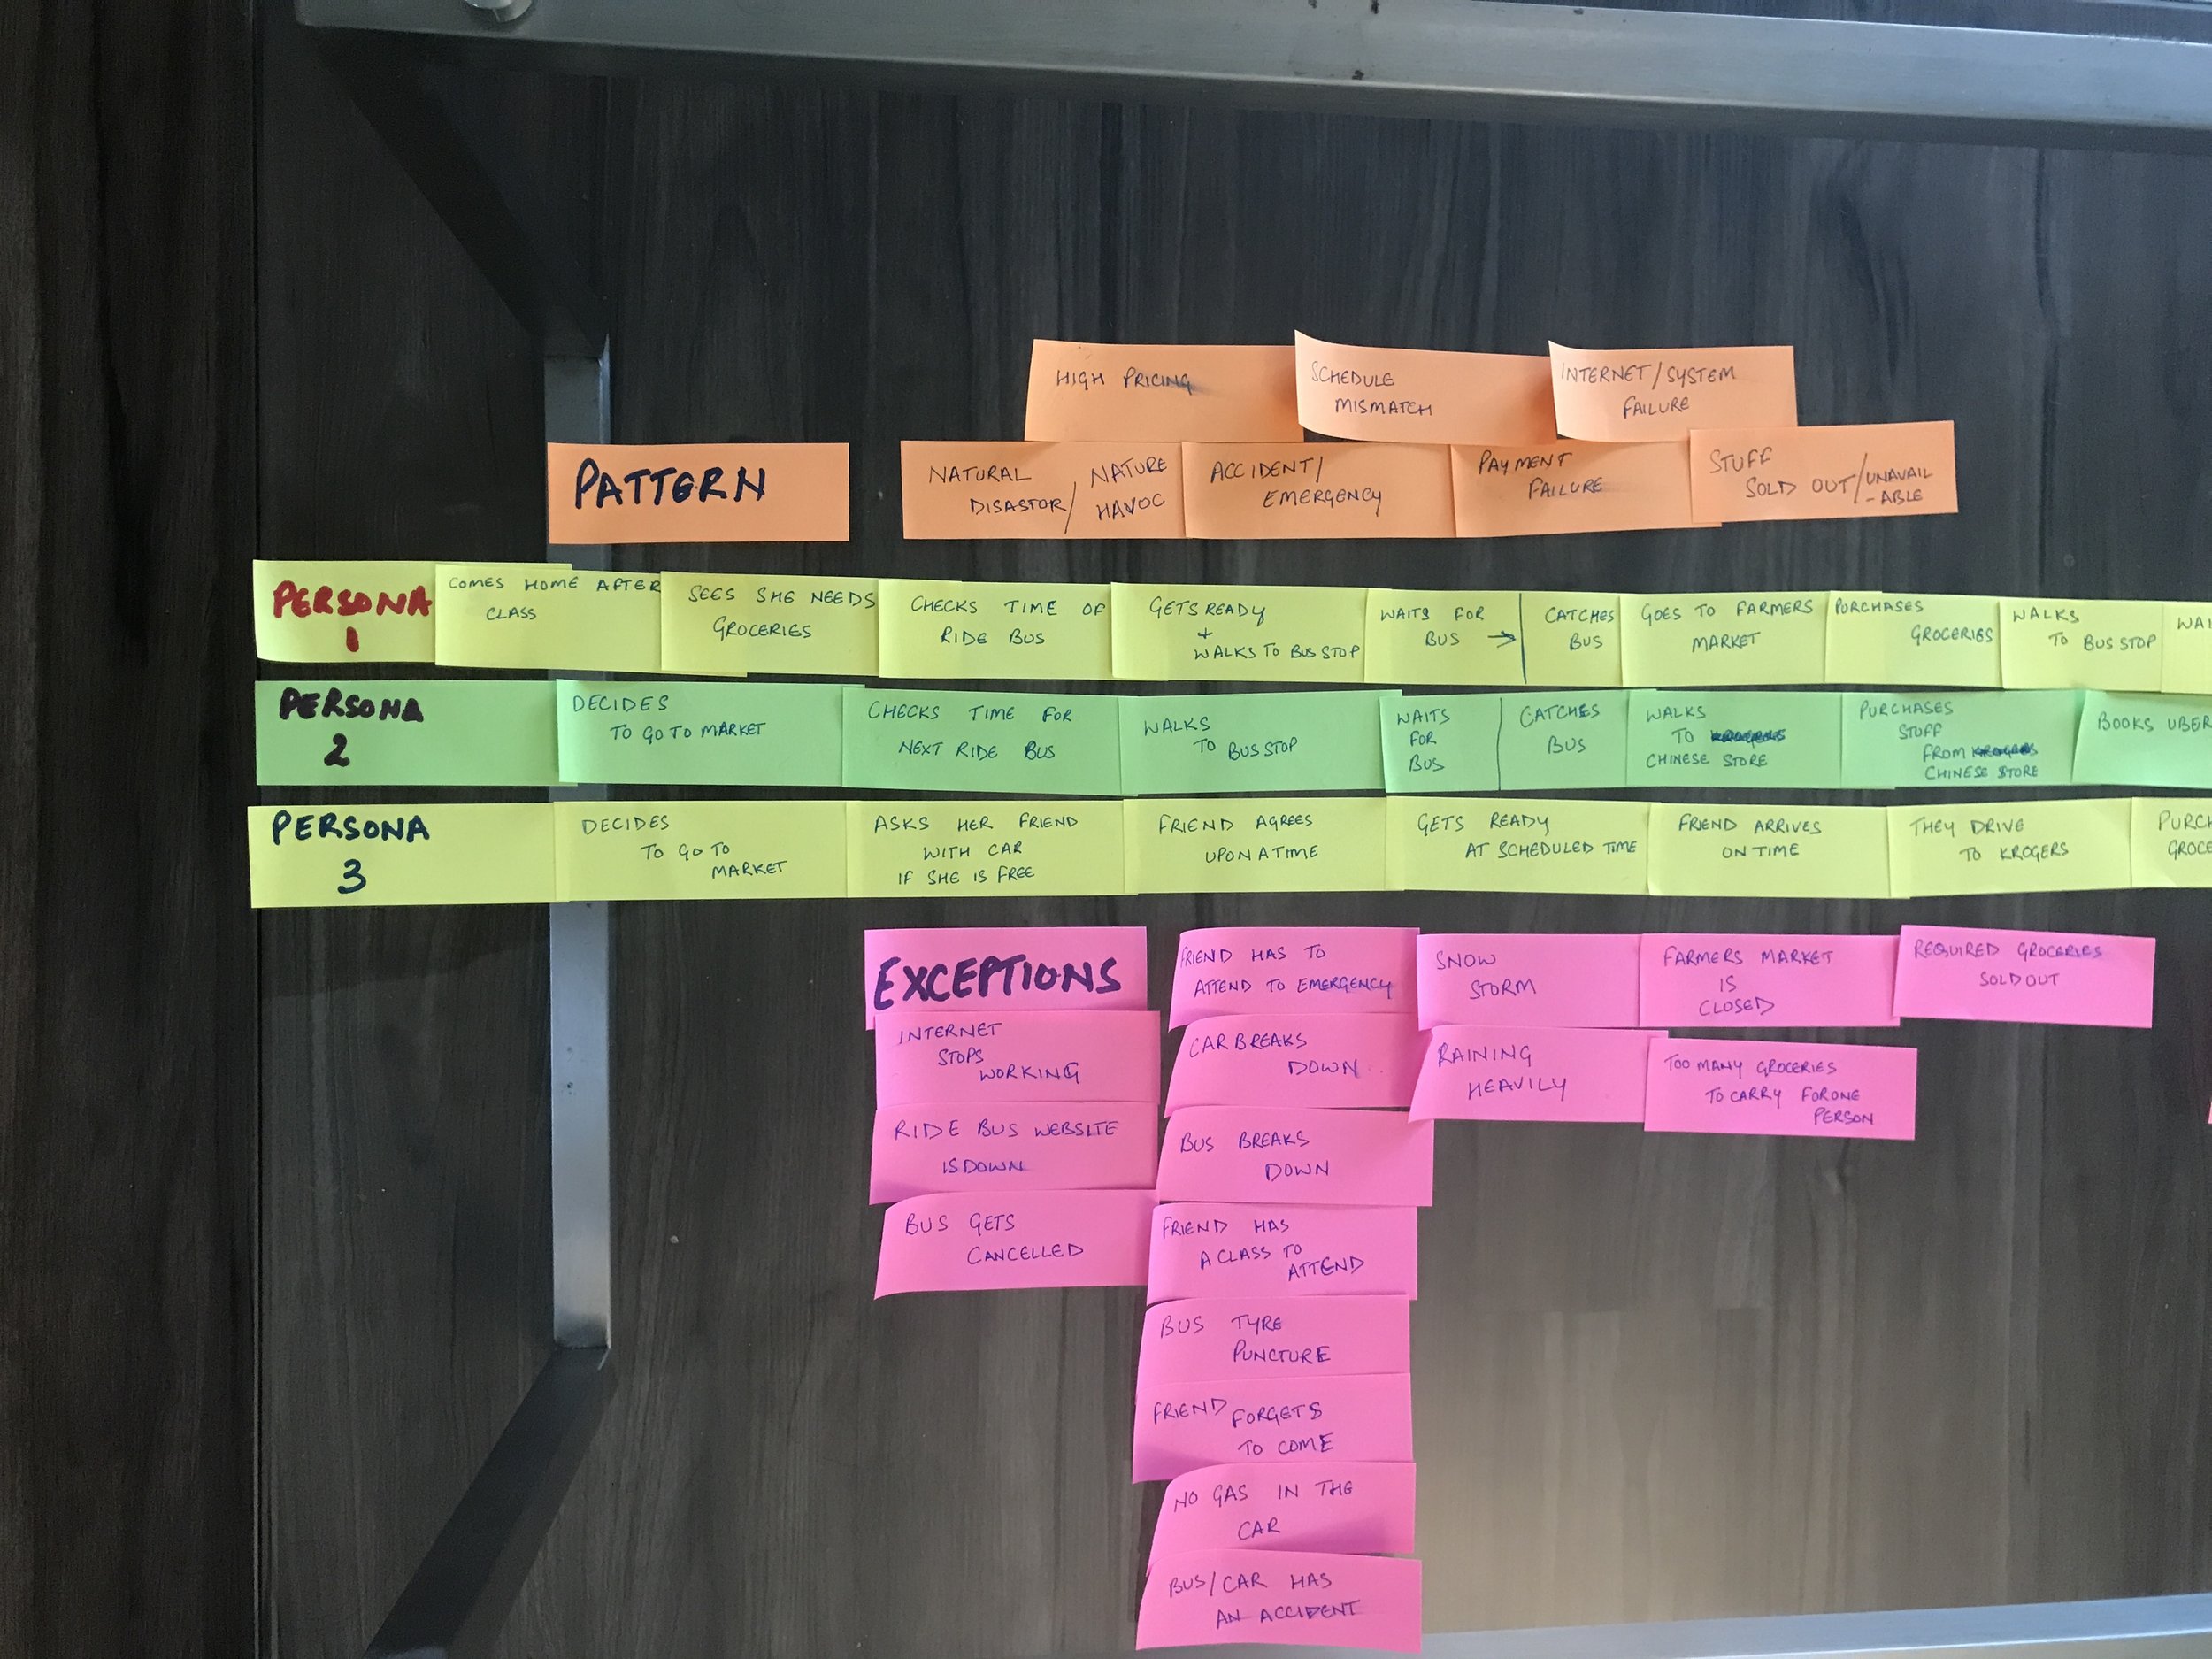 HIGH PRICING
SCHEDULE
MISMATCH
INTERNET/SYSTEM
FAILURE
PATTERN
NATURAL
DISASTOR/
NATURE
HAVOC
ACCIDENT/
EMERGENCY
PAYMENT
FAILURE
STUFF
SOLD OUT/UNAVAIL
-ABLE
PERSONA
1
COMES HOME AFTER
CLASS
SEES SHE NEEDS
GROCERIES
CHECKS TIME OF
RIDE BUS
GETS READY
+
WALKS TO BUS STOP
WAITS FOR
BUS →
CATCHES
BUS
GOES TO FARMERS
MARKET
PURCHASES
GROCERIES
WALKS
TO BUS STOP
WAI
PERSONA
2
DECIDES
TO GO TO MARKET
CHECKS TIME FOR
NEXT RIDE BUS
WALKS
TO BUS STOP
WAITS
FOR
BUS
CATCHES
BUS
WALKS
TO
CHINESE STORE
PURCHASES
STUFF
FROM
CHINESE STORE
BOOKS UBER
PERSONA
3
DECIDES
TO GO TO
MARKET
ASKS HER FRIEND
WITH CAR
IF SHE IS FREE
FRIEND AGREES
UPON A TIME
GETS READY
AT SCHEDULED TIME
FRIEND ARRIVES
ON TIME
THEY DRIVE
TO KROGERS
PURCH
GROCE
EXCEPTIONS
INTERNET
STOPS
WORKING
RIDE BUS WEBSITE
IS DOWN
BUS GETS
CANCELLED
FRIEND HAS TO
ATTEND TO EMERGENCY
CAR BREAKS
DOWN
BUS BREAKS
DOWN
FRIEND HAS
A CLASS TO
ATTEND
BUS TYRE
PUNCTURE
FRIEND FORGETS
TO COME
NO GAS IN THE
CAR
BUS/CAR HAS
AN ACCIDENT
SNOW
STORM
RAINING
HEAVILY
FARMERS MARKET
IS
CLOSED
TOO MANY GROCERIES
TO CARRY FOR ONE
PERSON
REQUIRED GROCERIES
SOLD OUT